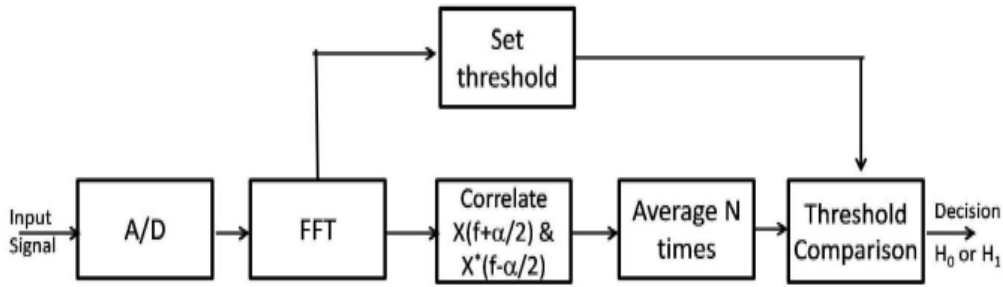 Set
threshold
Input
Signal
A/D
FFT
Correlate
X(f+α/2) &
X*(f-α/2)
Average N
times
Threshold
Comparison
Decision
H₀ or H₁